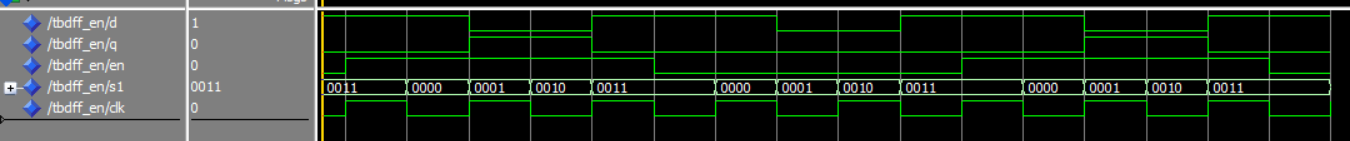 /tbdff_en/d 1
/tbdff_en/q 0
/tbdff_en/en 0
/tbdff_en/s1 0011 0011 0000 0001 0010 0011 0000 0001 0010 0011 0000 0001 0010 0011
/tbdff_en/clk 0